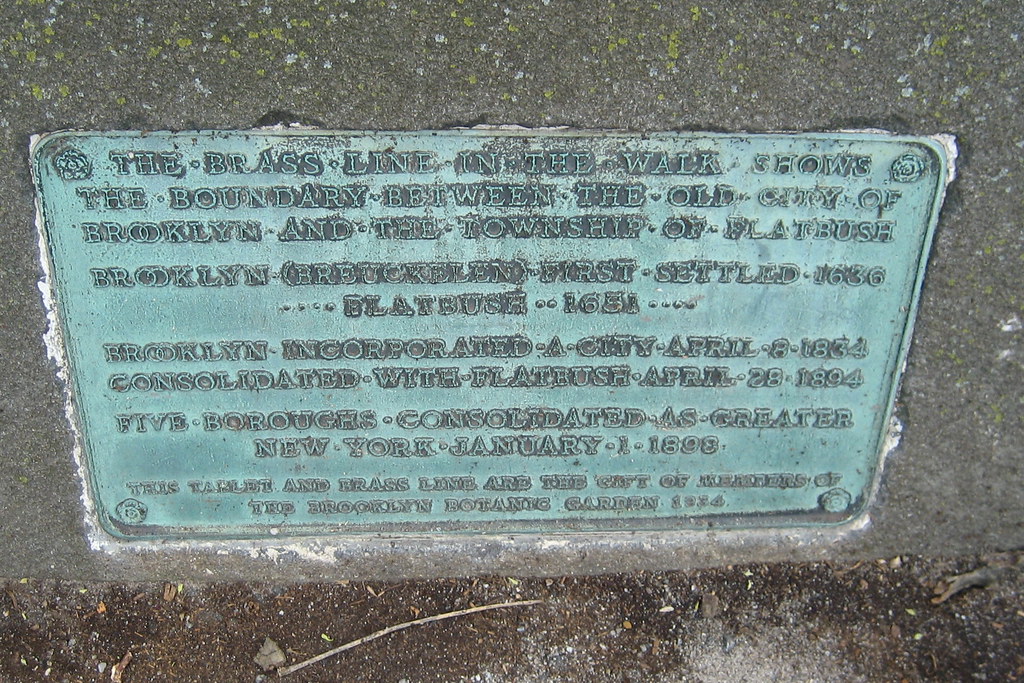 THE · BRASS · LINE · IN · THE · WALK · SHOWS
THE · BOUNDARY · BETWEEN · THE · OLD · CITY · OF
BROOKLYN · AND · THE · TOWNSHIP · OF · FLATBUSH
BROOKLYN · (BREUCKELEN) · FIRST · SETTLED · 1636
···· FLATBUSH ·· 1651 ····
BROOKLYN · INCORPORATED · A · CITY · APRIL · 8 · 1834
CONSOLIDATED · WITH · FLATBUSH · APRIL · 28 · 1894
FIVE · BOROUGHS · CONSOLIDATED · AS · GREATER
NEW · YORK · JANUARY · 1 · 1898 ·
THIS TABLET AND BRASS LINE ARE THE GIFT OF MEMBERS OF
THE BROOKLYN BOTANIC GARDEN 1934